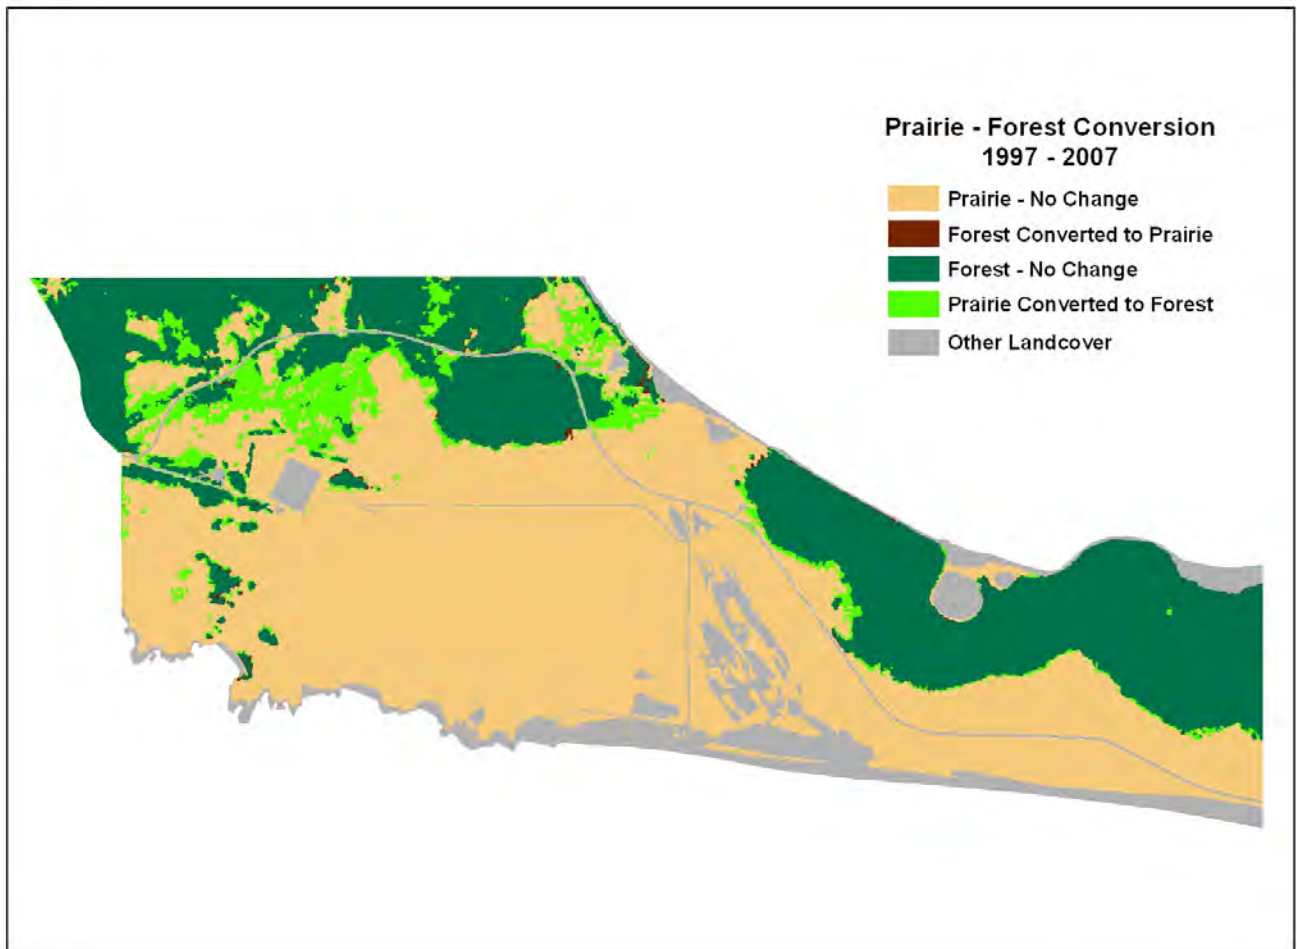 Prairie - Forest Conversion
1997 - 2007
Prairie - No Change
Forest Converted to Prairie
Forest - No Change
Prairie Converted to Forest
Other Landcover